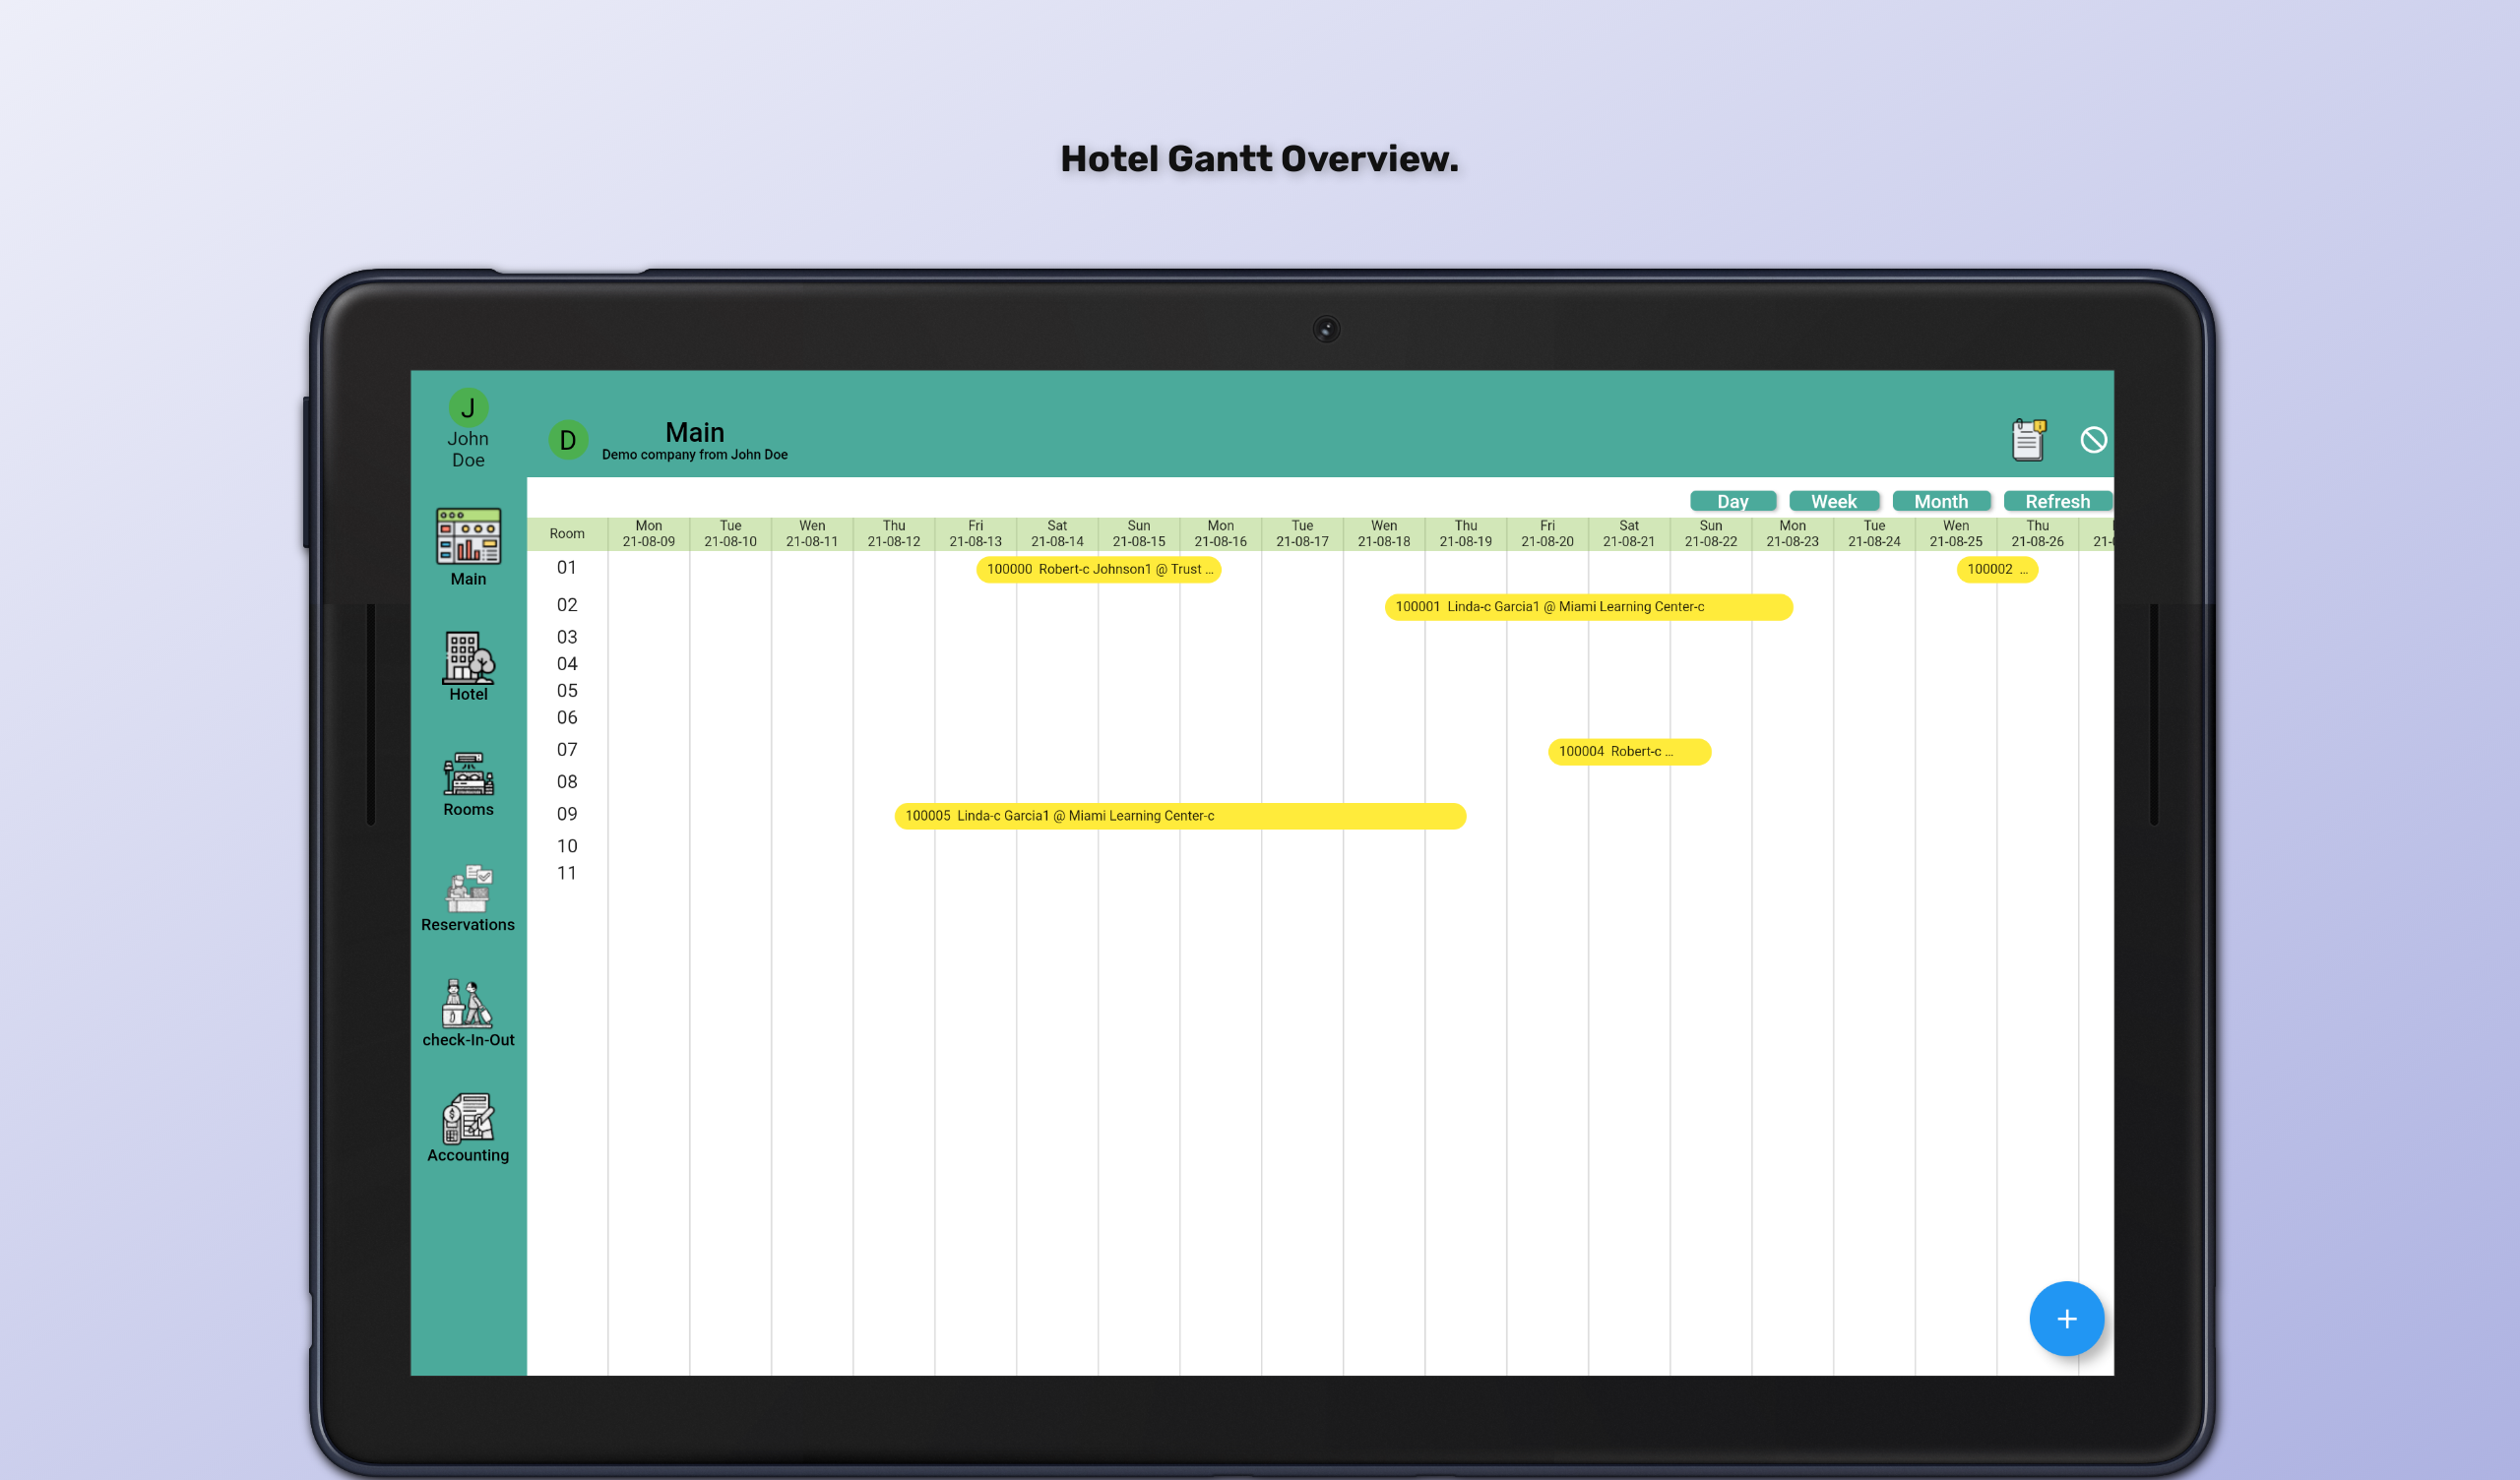 Hotel Gantt Overview.
J
John
Doe
D
Main
Demo company from John Doe
Main
Hotel
Rooms
Reservations
check-In-Out
Accounting
Day Week Month Refresh
Room
Mon Tue Wen Thu Fri Sat Sun Mon Tue Wen Thu Fri Sat Sun Mon Tue Wen Thu
21-08-09 21-08-10 21-08-11 21-08-12 21-08-13 21-08-14 21-08-15 21-08-16 21-08-17 21-08-18 21-08-19 21-08-20 21-08-21 21-08-22 21-08-23 21-08-24 21-08-25 21-08-26 21-
01 100000 Robert-c Johnson1 @ Trust ... 100002 ...
02 100001 Linda-c Garcia1 @ Miami Learning Center-c
03
04
05
06
07 100004 Robert-c ...
08
09 100005 Linda-c Garcia1 @ Miami Learning Center-c
10
11
+